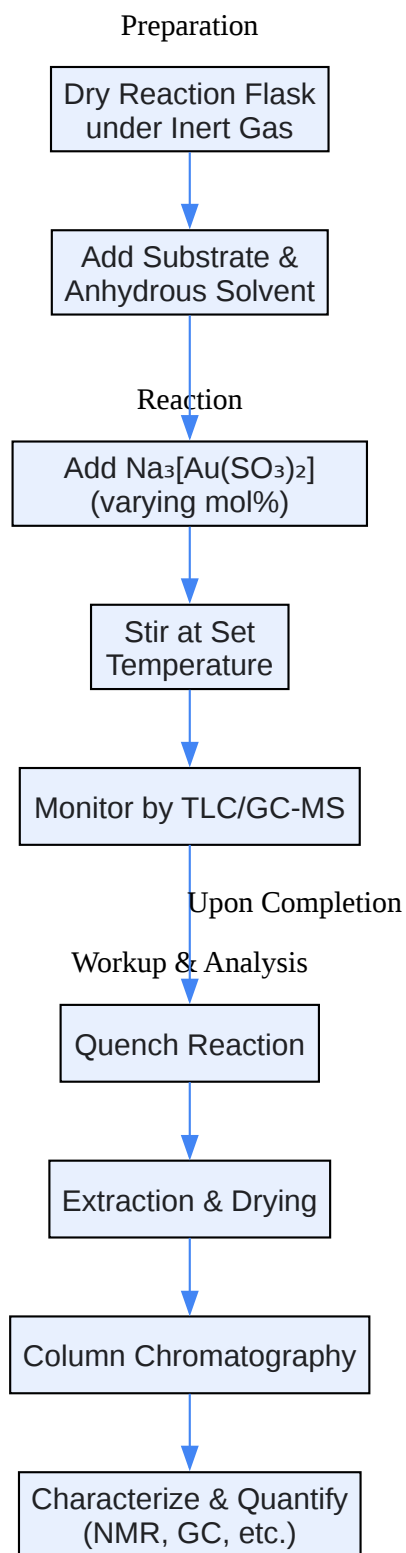 Preparation
Dry Reaction Flask
under Inert Gas
Add Substrate &
Anhydrous Solvent
Reaction
Add Na₃[Au(SO₃)₂]
(varying mol%)
Stir at Set
Temperature
Monitor by TLC/GC-MS
Upon Completion
Workup & Analysis
Quench Reaction
Extraction & Drying
Column Chromatography
Characterize & Quantify
(NMR, GC, etc.)